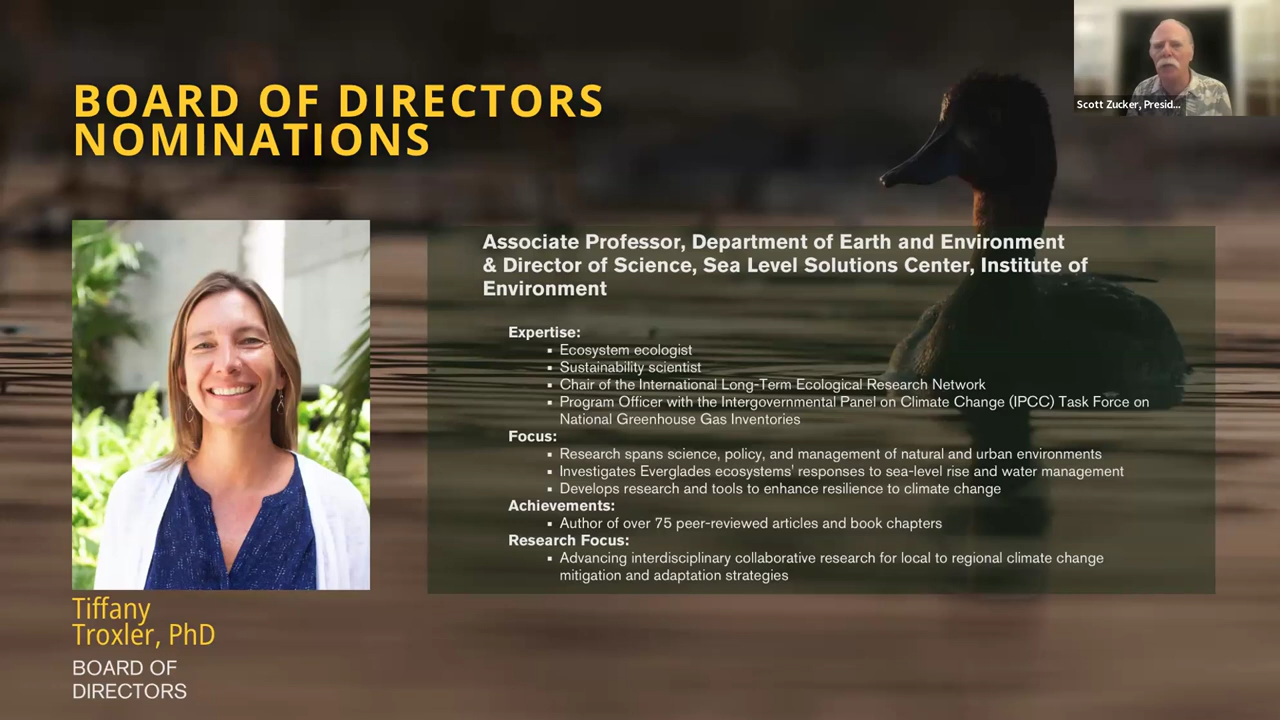 BOARD OF DIRECTORS
NOMINATIONS
Scott Zucker, Presid...
Associate Professor, Department of Earth and Environment
& Director of Science, Sea Level Solutions Center, Institute of
Environment
Expertise:
▪ Ecosystem ecologist
▪ Sustainability scientist
▪ Chair of the International Long-Term Ecological Research Network
▪ Program Officer with the Intergovernmental Panel on Climate Change (IPCC) Task Force on
National Greenhouse Gas Inventories
Focus:
▪ Research spans science, policy, and management of natural and urban environments
▪ Investigates Everglades ecosystems' responses to sea-level rise and water management
▪ Develops research and tools to enhance resilience to climate change
Achievements:
▪ Author of over 75 peer-reviewed articles and book chapters
Research Focus:
▪ Advancing interdisciplinary collaborative research for local to regional climate change
mitigation and adaptation strategies
Tiffany
Troxler, PhD
BOARD OF
DIRECTORS